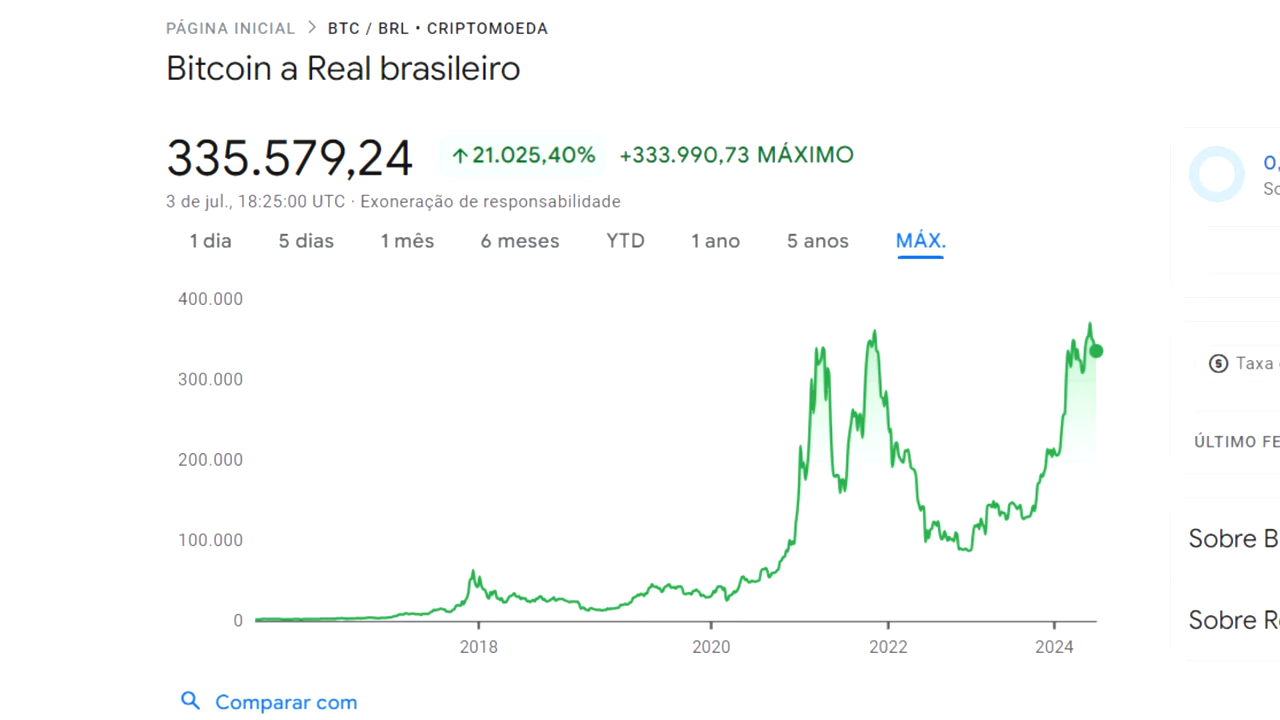 PÁGINA INICIAL > BTC / BRL • CRIPTOMOEDA
Bitcoin a Real brasileiro
335.579,24 ↑21.025,40% +333.990,73 MÁXIMO
3 de jul., 18:25:00 UTC · Exoneração de responsabilidade
1 dia 5 dias 1 mês 6 meses YTD 1 ano 5 anos MÁX.
400.000
300.000
200.000
100.000
0
2018 2020 2022 2024
Comparar com
0,
So
Taxa
ÚLTIMO FE
Sobre B
Sobre R